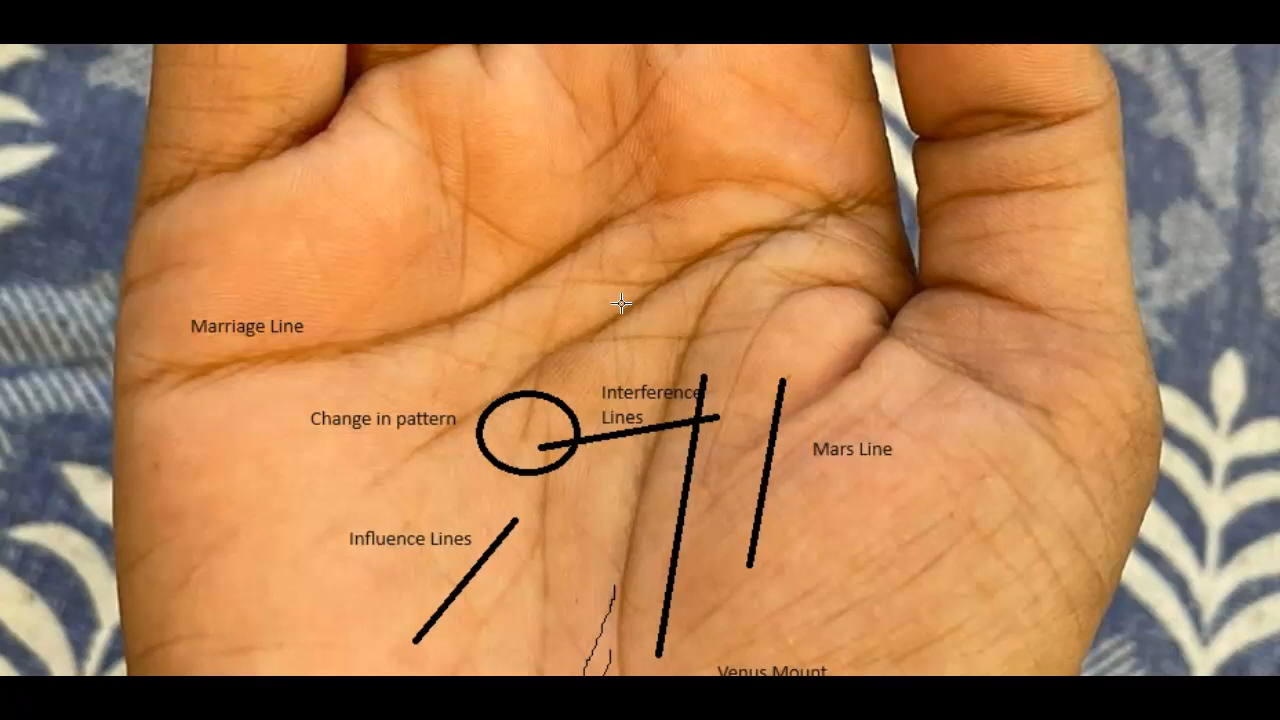 Marriage Line
Interference
Change in pattern
Lines
Mars Line
Influence Lines
Venus Mount